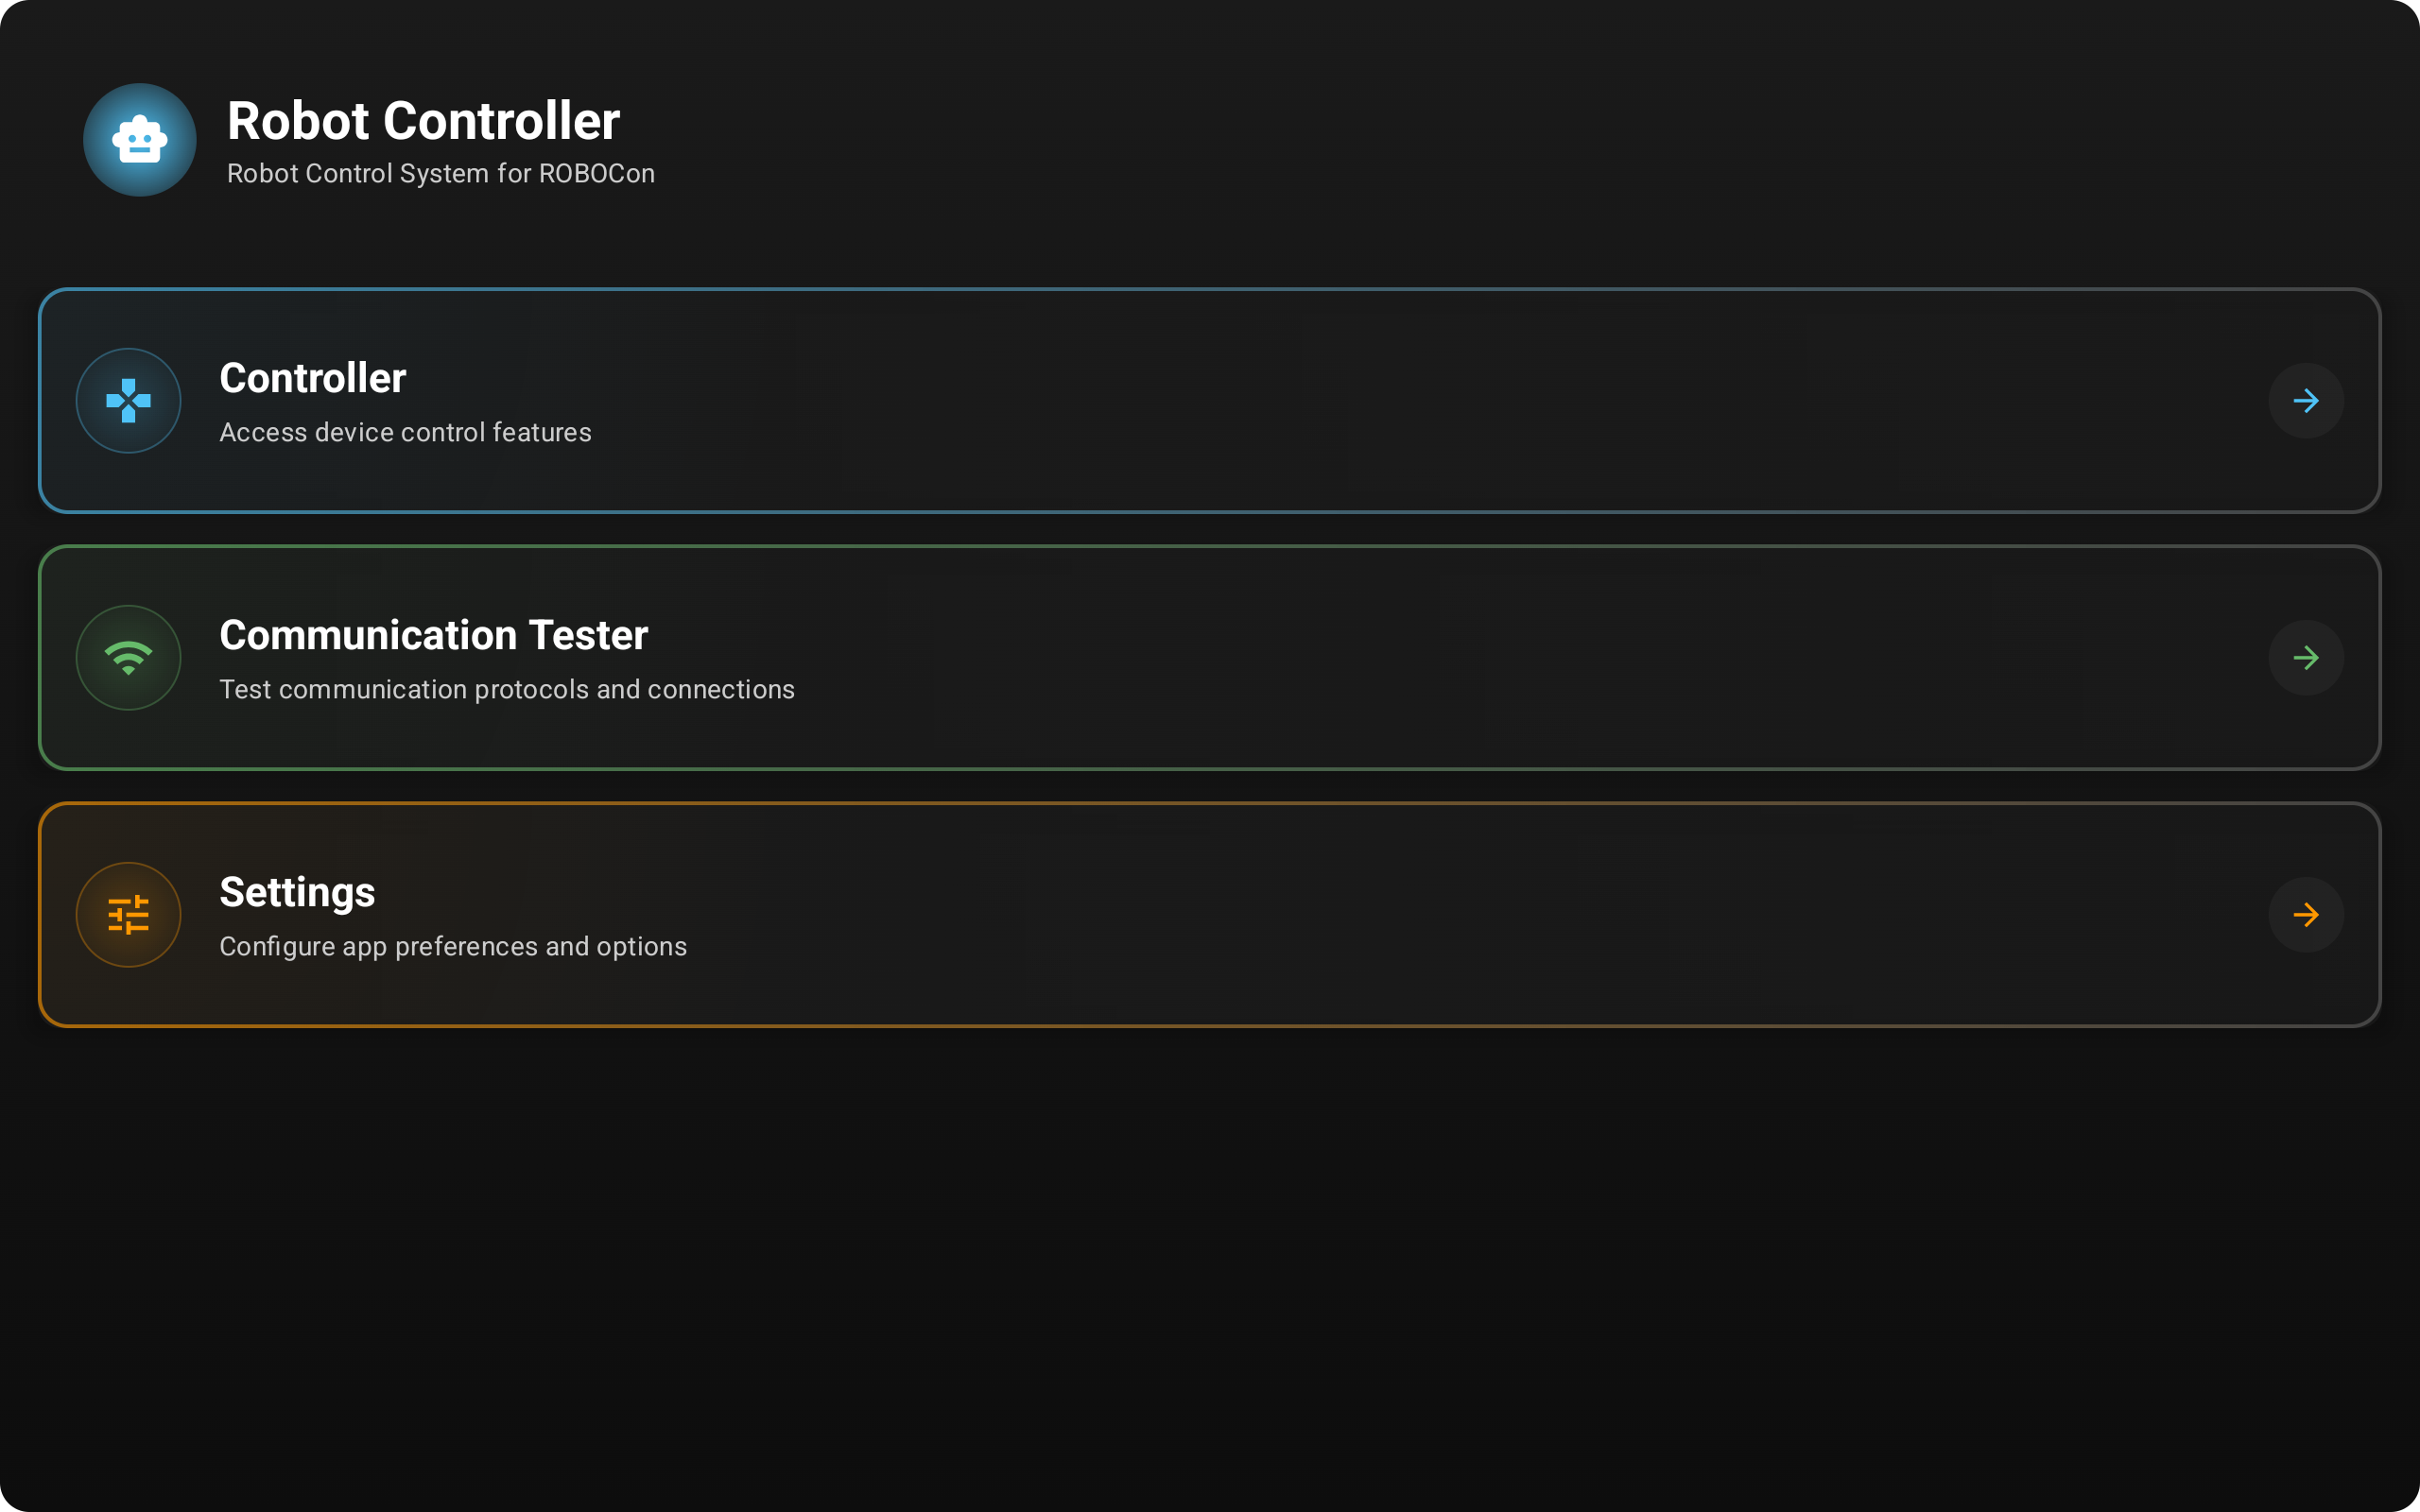 Robot Controller
Robot Control System for ROBOCon
Controller
Access device control features
Communication Tester
Test communication protocols and connections
Settings
Configure app preferences and options